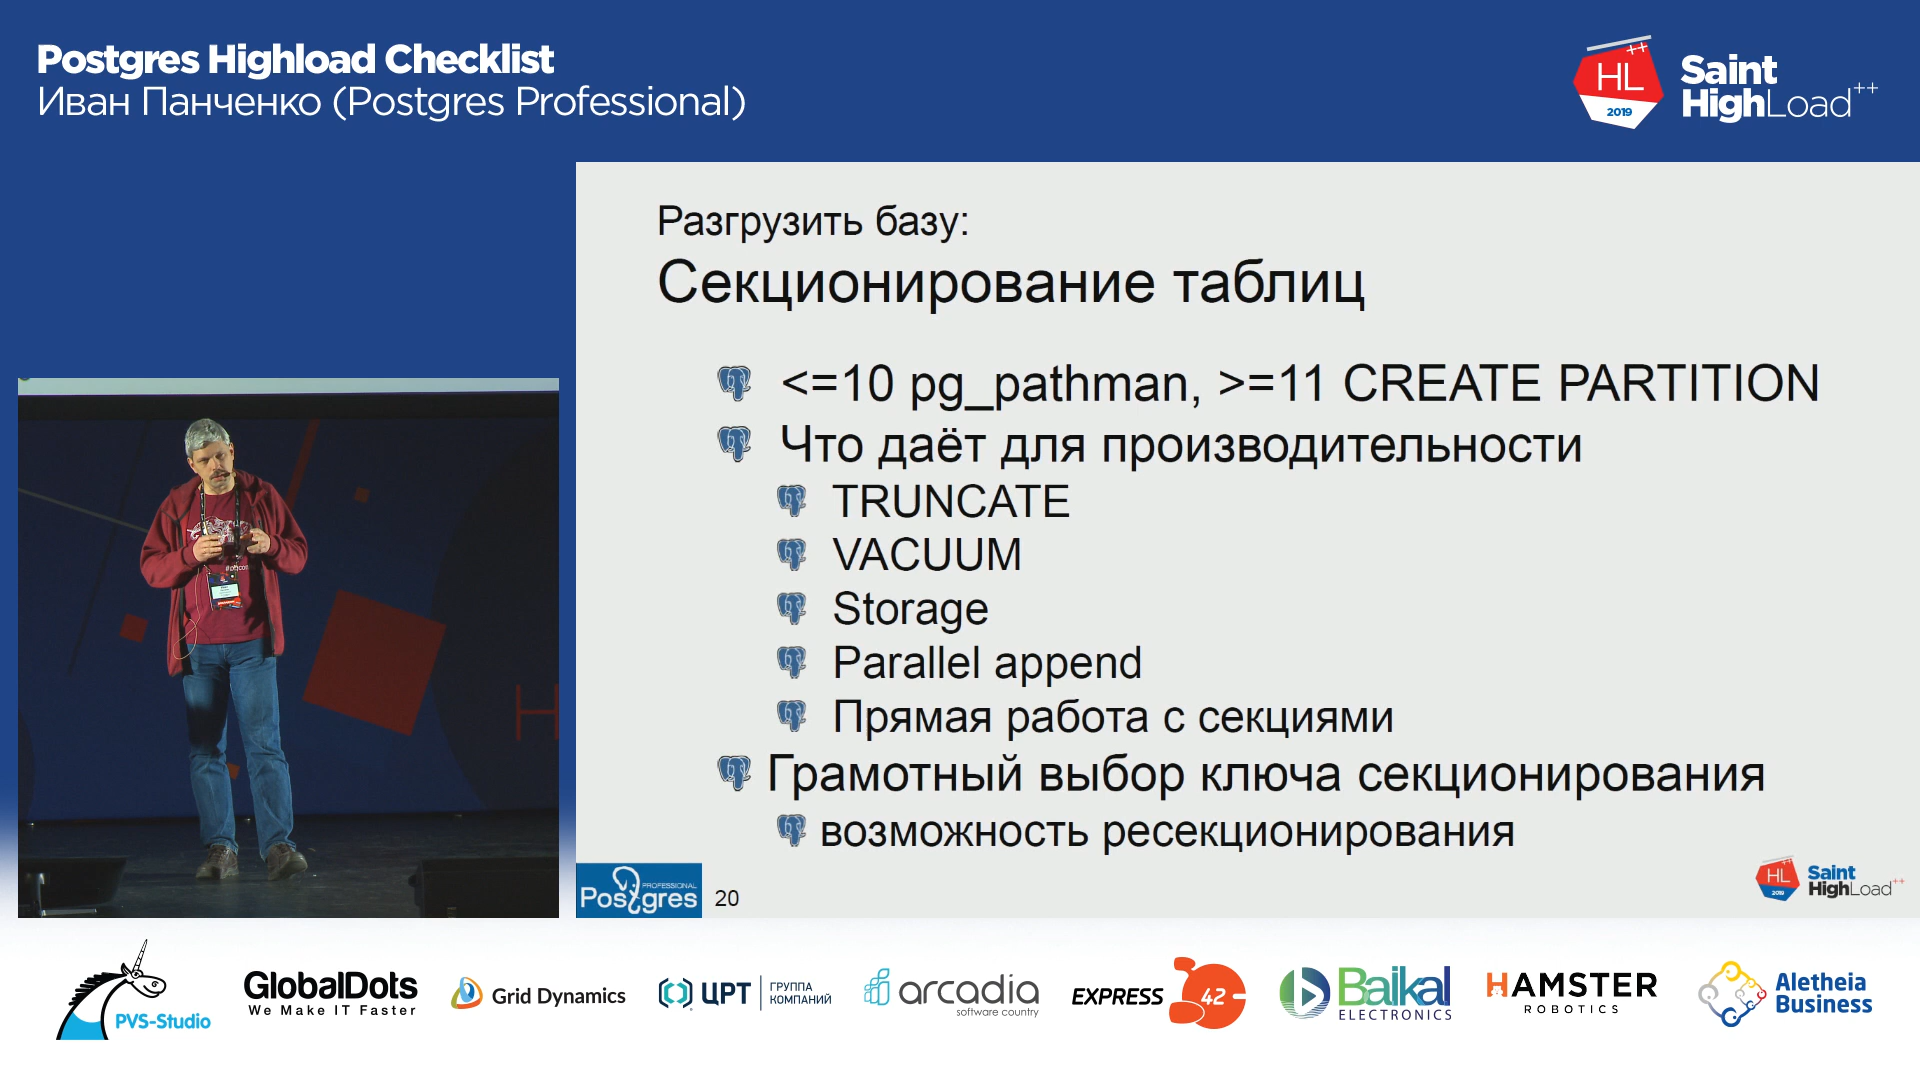 Postgres Highload Checklist
Иван Панченко (Postgres Professional)
HL ++
2019
Saint
HighLoad++
Разгрузить базу:
Секционирование таблиц
<=10 pg_pathman, >=11 CREATE PARTITION
Что даёт для производительности
TRUNCATE
VACUUM
Storage
Parallel append
Прямая работа с секциями
Грамотный выбор ключа секционирования
возможность ресекционирования
PROFESSIONAL
Postgres
20
HL
2019
Saint
HighLoad++
PVS-Studio
GlobalDots
We Make IT Faster
Grid Dynamics
ЦРТ ГРУППА КОМПАНИЙ
arcadia
software country
EXPRESS 42
Baikal
ELECTRONICS
HAMSTER
ROBOTICS
Aletheia
Business